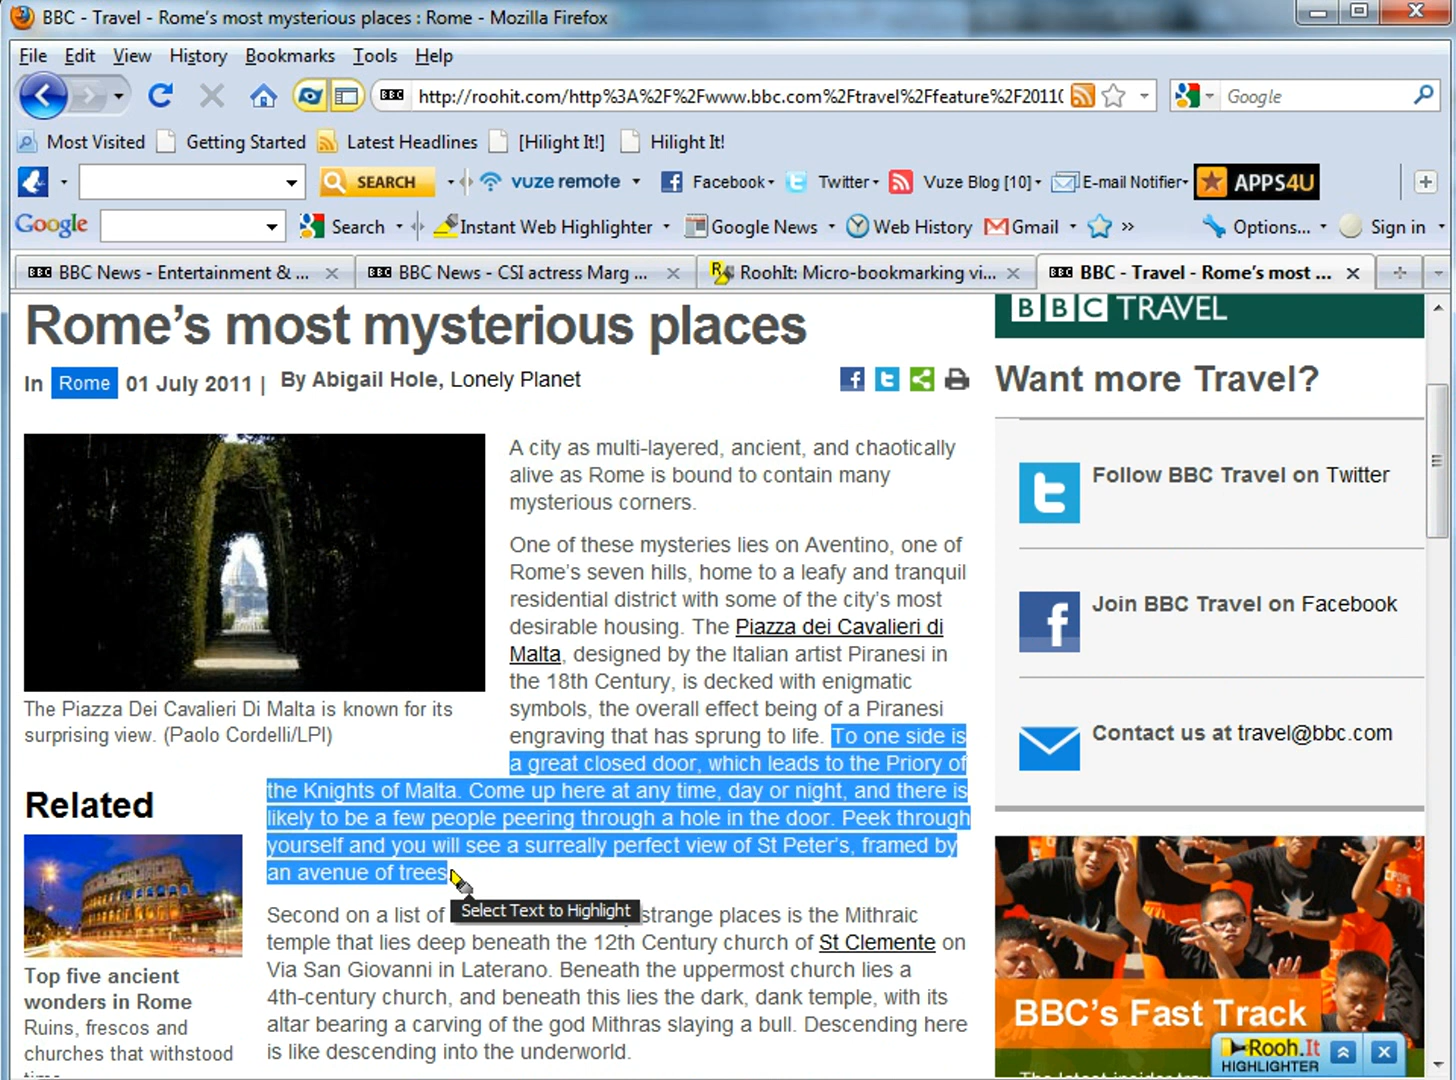 BBC - Travel - Rome's most mysterious places : Rome - Mozilla Firefox
File Edit View History Bookmarks Tools Help
BBC http://roohit.com/http%3A%2F%2Fwww.bbc.com%2Ftravel%2Ffeature%2F2011( Google
Most Visited Getting Started Latest Headlines [Hilight It!] Hilight It!
SEARCH vuze remote Facebook Twitter Vuze Blog [10] E-mail Notifier APPS4U
Google Search Instant Web Highlighter Google News Web History Gmail » Options... Sign in
BBC BBC News - Entertainment & ... BBC BBC News - CSI actress Marg ... RoohIt: Micro-bookmarking vi... BBC BBC - Travel - Rome's most ...
Rome's most mysterious places
In Rome 01 July 2011 | By Abigail Hole, Lonely Planet
A city as multi-layered, ancient, and chaotically
alive as Rome is bound to contain many
mysterious corners.
One of these mysteries lies on Aventino, one of
Rome's seven hills, home to a leafy and tranquil
residential district with some of the city's most
desirable housing. The Piazza dei Cavalieri di
Malta, designed by the Italian artist Piranesi in
the 18th Century, is decked with enigmatic
symbols, the overall effect being of a Piranesi
engraving that has sprung to life. To one side is
a great closed door, which leads to the Priory of
the Knights of Malta. Come up here at any time, day or night, and there is
likely to be a few people peering through a hole in the door. Peek through
yourself and you will see a surreally perfect view of St Peter's, framed by
an avenue of trees
Select Text to Highlight
Second on a list of strange places is the Mithraic
temple that lies deep beneath the 12th Century church of St Clemente on
Via San Giovanni in Laterano. Beneath the uppermost church lies a
4th-century church, and beneath this lies the dark, dank temple, with its
altar bearing a carving of the god Mithras slaying a bull. Descending here
is like descending into the underworld.
The Piazza Dei Cavalieri Di Malta is known for its
surprising view. (Paolo Cordelli/LPI)
Related
Top five ancient
wonders in Rome
Ruins, frescos and
churches that withstood
BBC TRAVEL
Want more Travel?
Follow BBC Travel on Twitter
Join BBC Travel on Facebook
Contact us at travel@bbc.com
BBC's Fast Track
Rooh.It
HIGHLIGHTER